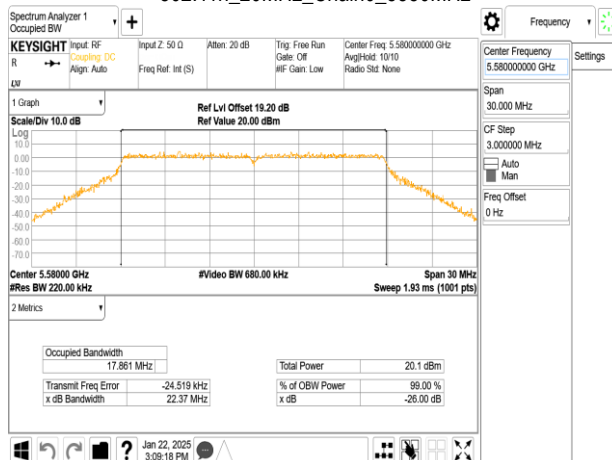 Spectrum Analyzer 1
Occupied BW
Frequency
KEYSIGHT
R
Input: RF
Coupling: DC
Align: Auto
Input Z: 50 Ω
Freq Ref: Int (S)
Atten: 20 dB
Trig: Free Run
Gate: Off
#IF Gain: Low
Center Freq: 5.580000000 GHz
Avg|Hold: 10/10
Radio Std: None
LXI
Center Frequency
5.580000000 GHz
Settings
Span
30.000 MHz
CF Step
3.000000 MHz
Auto
Man
Freq Offset
0 Hz
1 Graph
Ref Lvl Offset 19.20 dB
Scale/Div 10.0 dB
Ref Value 20.00 dBm
Log
10.0
0.00
-10.0
-20.0
-30.0
-40.0
-50.0
-60.0
-70.0
Center 5.58000 GHz
#Video BW 680.00 kHz
Span 30 MHz
#Res BW 220.00 kHz
Sweep 1.93 ms (1001 pts)
2 Metrics
Occupied Bandwidth
17.861 MHz
Total Power 20.1 dBm
Transmit Freq Error -24.519 kHz
% of OBW Power 99.00 %
x dB Bandwidth 22.37 MHz
x dB -26.00 dB
Jan 22, 2025
3:09:18 PM